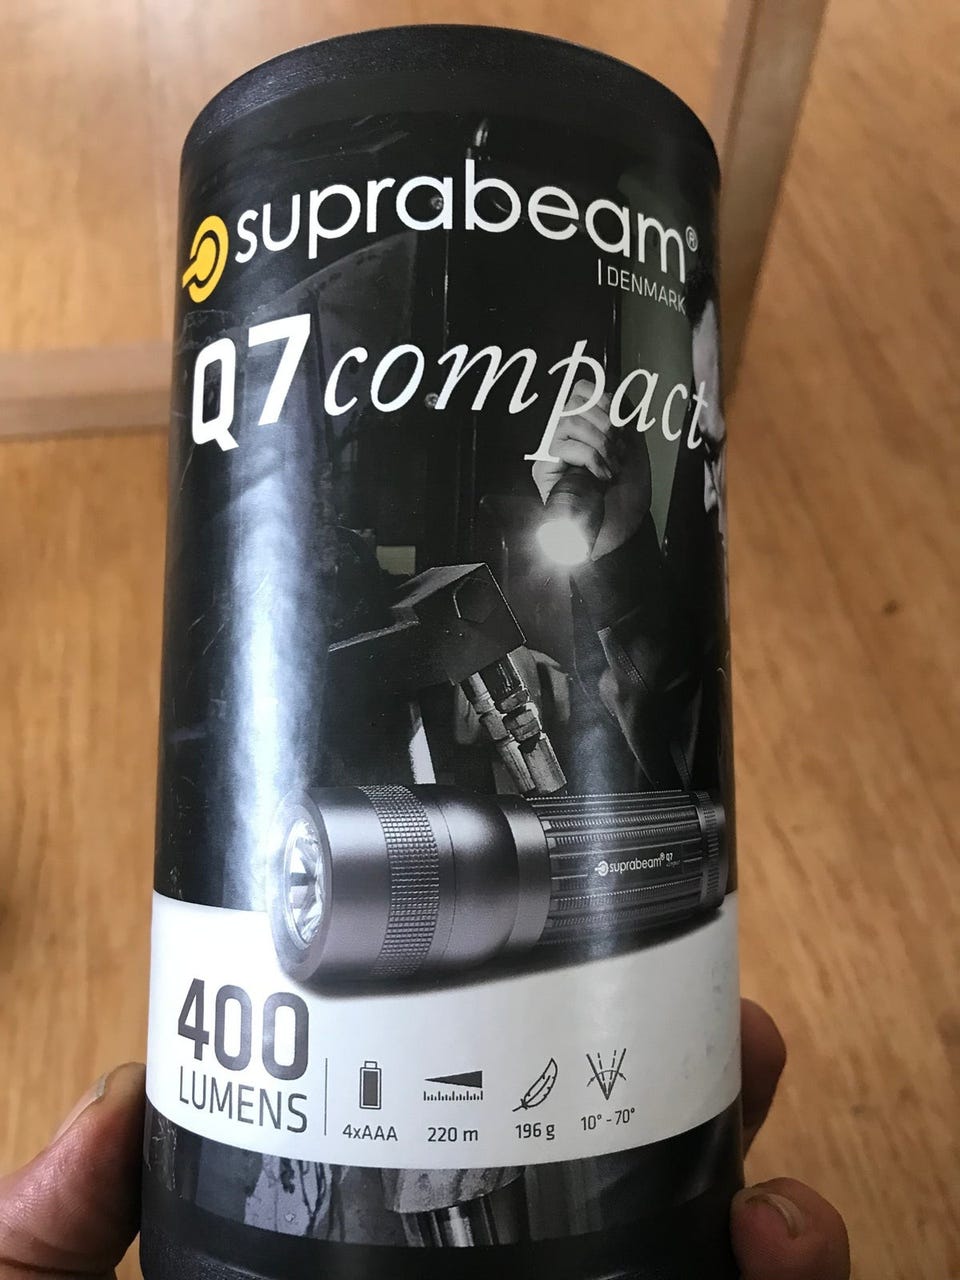 suprabeam®
| DENMARK
Q7 compact
suprabeam® Q7
400
LUMENS
4xAAA
220 m
196 g
10° - 70°